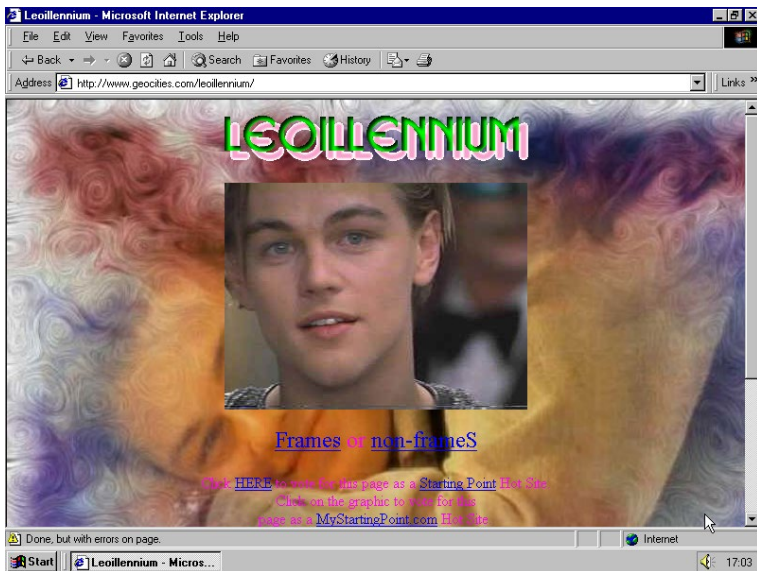 Leoillennium - Microsoft Internet Explorer
File Edit View Favorites Tools Help
Back Search Favorites History
Address http://www.geocities.com/leoillennium/ Links »
LEOILLENNIUM
Frames or non-frameS
Click HERE to vote for this page as a Starting Point Hot Site
Click on the graphic to vote for this
page as a MyStartingPoint.com Hot Site
Done, but with errors on page. Internet
Start Leoillennium - Micros... 17:03